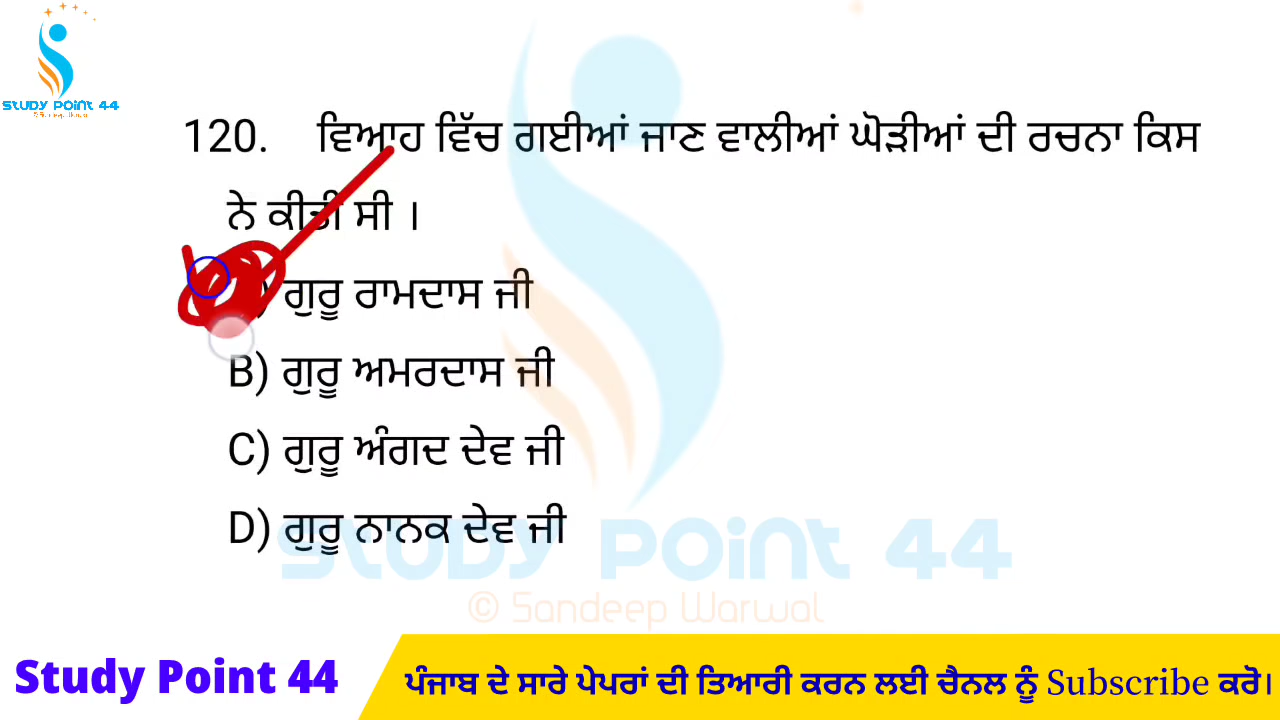 STUDY POINT 44
120. ਵਿਆਹ ਵਿੱਚ ਗਈਆਂ ਜਾਣ ਵਾਲੀਆਂ ਘੋੜੀਆਂ ਦੀ ਰਚਨਾ ਕਿਸ
ਨੇ ਕੀਤੀ ਸੀ ।
) ਗੁਰੂ ਰਾਮਦਾਸ ਜੀ
B) ਗੁਰੂ ਅਮਰਦਾਸ ਜੀ
C) ਗੁਰੂ ਅੰਗਦ ਦੇਵ ਜੀ
D) ਗੁਰੂ ਨਾਨਕ ਦੇਵ ਜੀ
STUDY POINT 44
© Sandeep Warwal
Study Point 44
ਪੰਜਾਬ ਦੇ ਸਾਰੇ ਪੇਪਰਾਂ ਦੀ ਤਿਆਰੀ ਕਰਨ ਲਈ ਚੈਨਲ ਨੂੰ Subscribe ਕਰੋ।